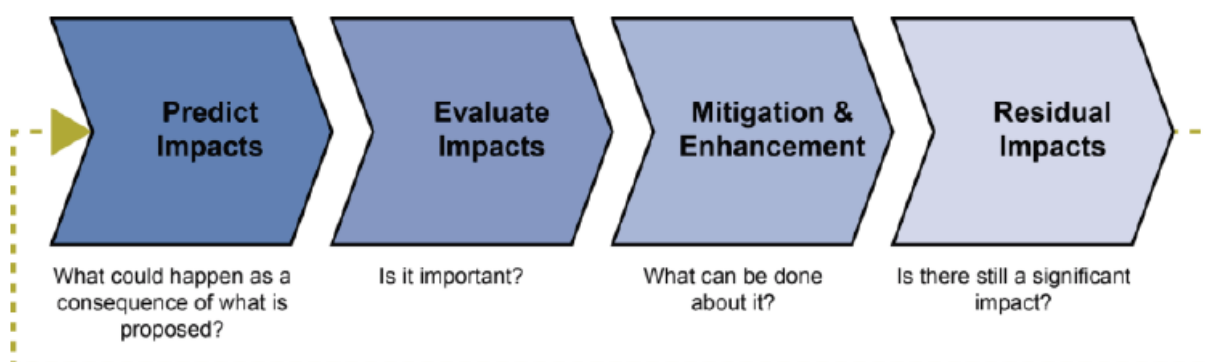 Predict
Impacts
Evaluate
Impacts
Mitigation &
Enhancement
Residual
Impacts
What could happen as a
consequence of what is
proposed?
Is it important?
What can be done
about it?
Is there still a significant
impact?